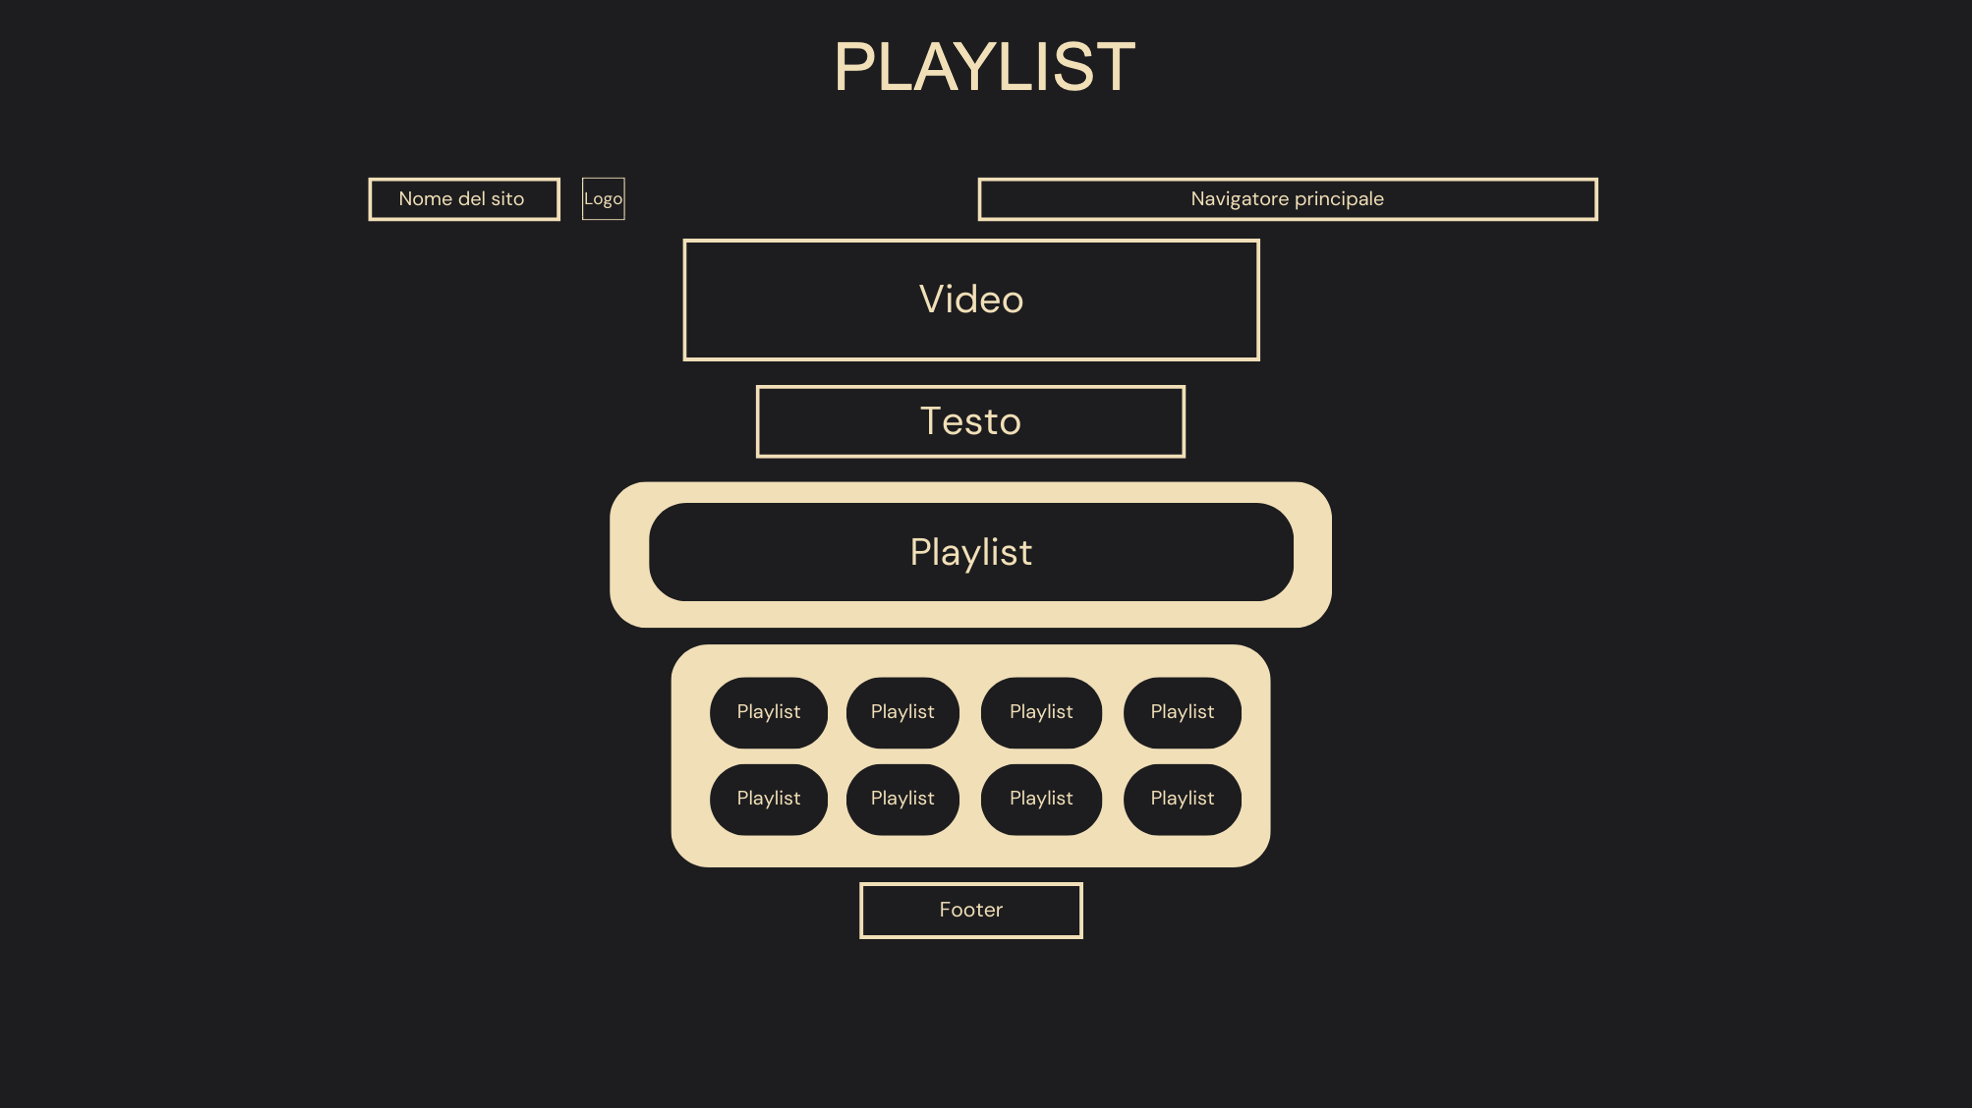 PLAYLIST
Nome del sito
Logo
Navigatore principale
Video
Testo
Playlist
Playlist Playlist Playlist Playlist
Playlist Playlist Playlist Playlist
Footer